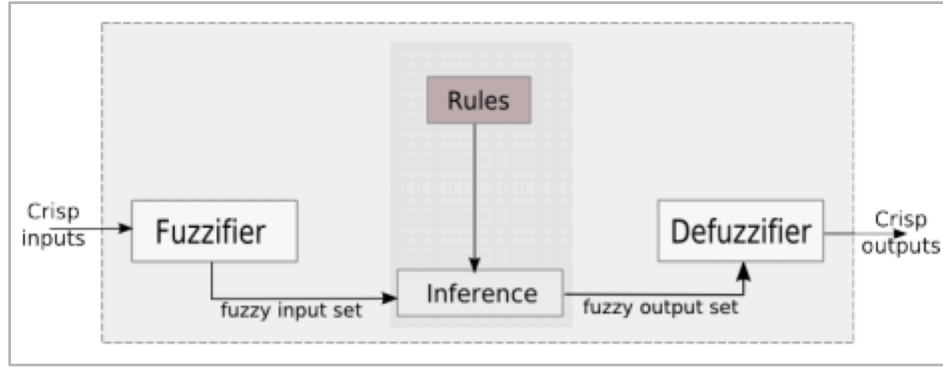 Rules
Crisp
inputs
Fuzzifier
Defuzzifier
Crisp
outputs
Inference
fuzzy input set
fuzzy output set